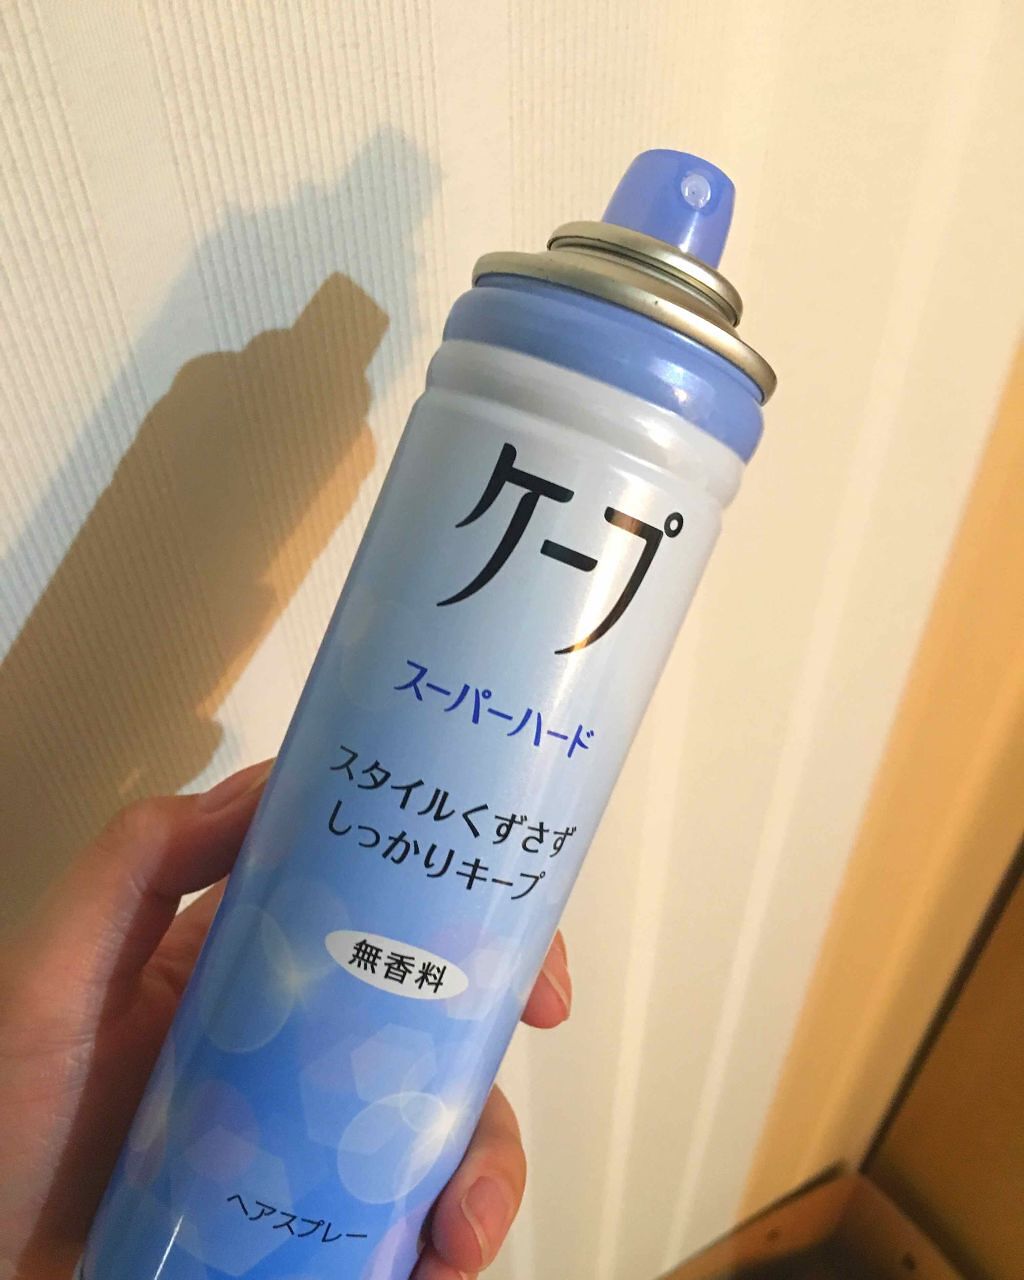 ケープ
スーパーハード
スタイルくずさず
しっかりキープ
無香料
ヘアスプレー